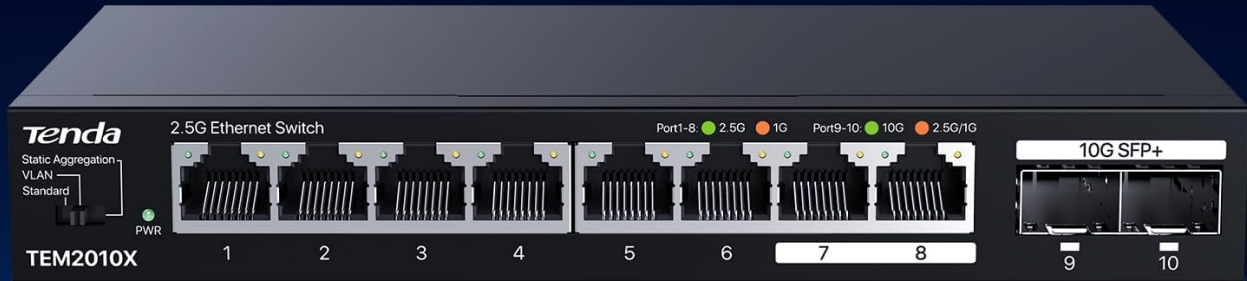 Tenda
2.5G Ethernet Switch
Port1-8: 2.5G 1G Port9-10: 10G 2.5G/1G
Static Aggregation
VLAN
Standard
10G SFP+
PWR
TEM2010X
1 2 3 4 5 6 7 8 9 10